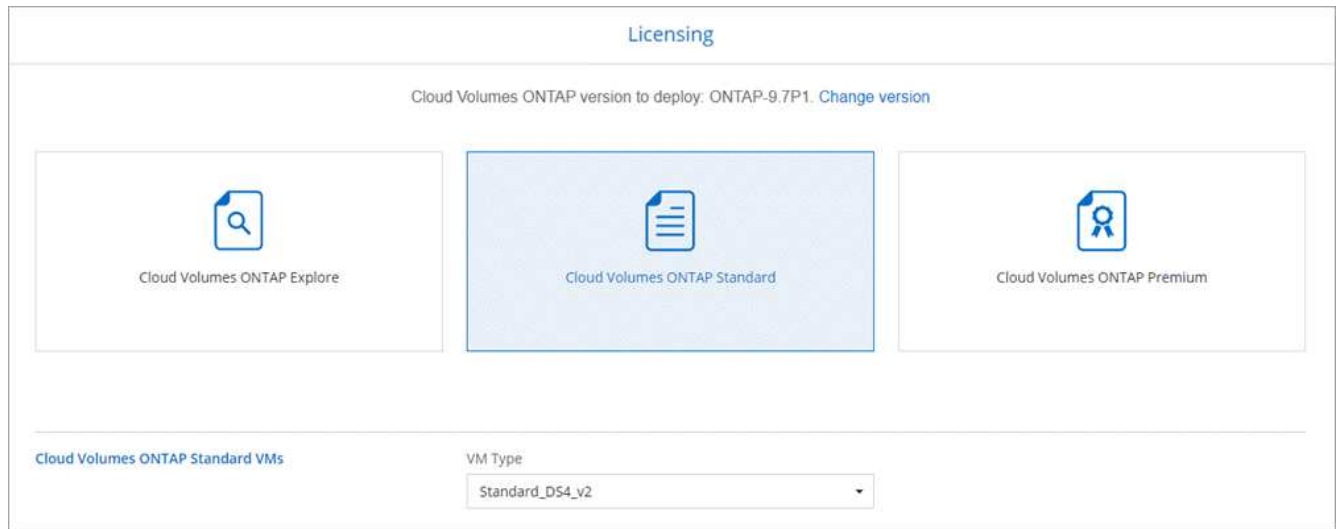 Licensing
Cloud Volumes ONTAP version to deploy: ONTAP-9.7P1. Change version
Cloud Volumes ONTAP Explore
Cloud Volumes ONTAP Standard
Cloud Volumes ONTAP Premium
Cloud Volumes ONTAP Standard VMs
VM Type
Standard_DS4_v2